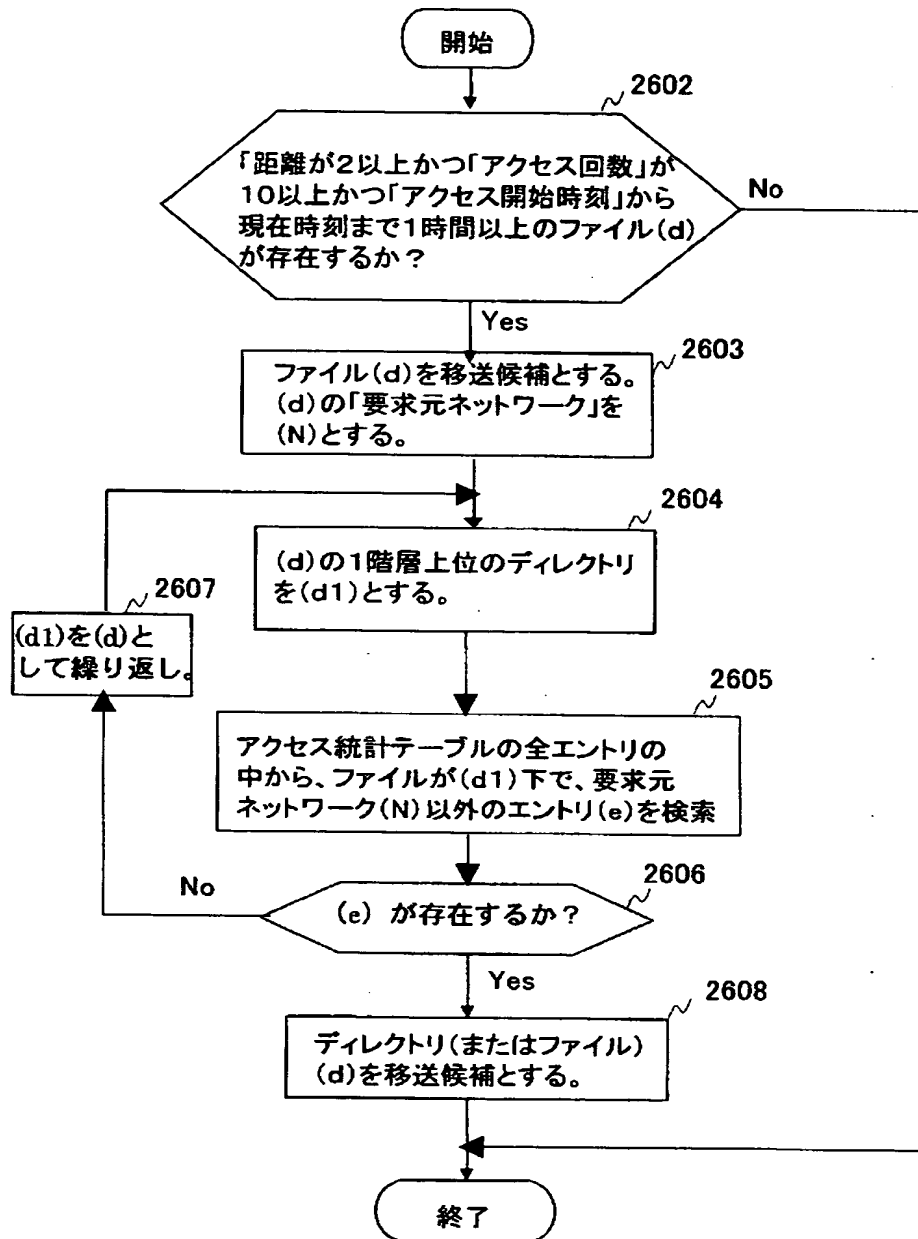 開始
2602
「距離が2以上かつ「アクセス回数」が
10以上かつ「アクセス開始時刻」から
現在時刻まで1時間以上のファイル(d)
が存在するか?
No
Yes
2603
ファイル(d)を移送候補とする。
(d)の「要求元ネットワーク」を
(N)とする。
2604
(d)の1階層上位のディレクトリ
を(d1)とする。
2607
(d1)を(d)と
して繰り返し。
2605
アクセス統計テーブルの全エントリの
中から、ファイルが(d1)下で、要求元
ネットワーク(N)以外のエントリ(e)を検索
No
2606
(e) が存在するか?
Yes
2608
ディレクトリ(またはファイル)
(d)を移送候補とする。
終了